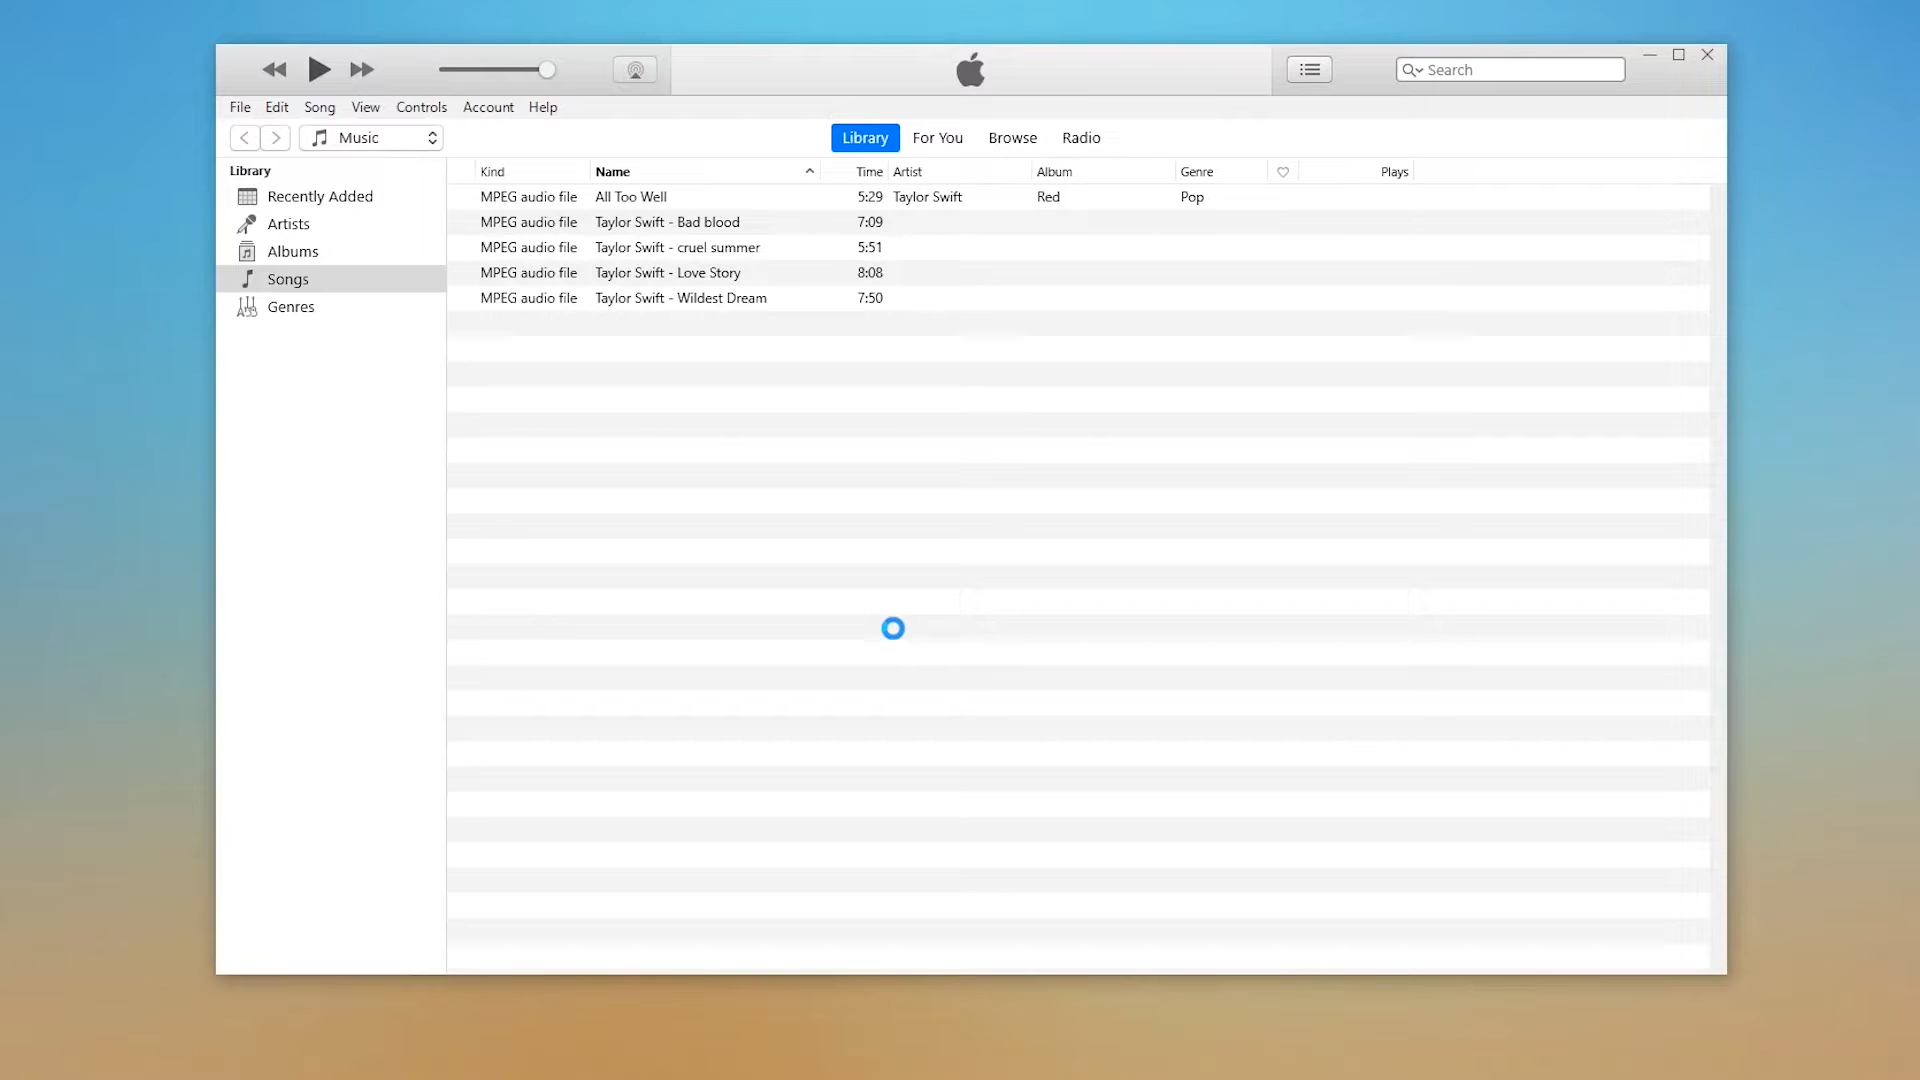 Search
File Edit Song View Controls Account Help
Music Library For You Browse Radio
Library
Recently Added
Artists
Albums
Songs
Genres
Kind Name Time Artist Album Genre Plays
MPEG audio file All Too Well 5:29 Taylor Swift Red Pop
MPEG audio file Taylor Swift - Bad blood 7:09
MPEG audio file Taylor Swift - cruel summer 5:51
MPEG audio file Taylor Swift - Love Story 8:08
MPEG audio file Taylor Swift - Wildest Dream 7:50